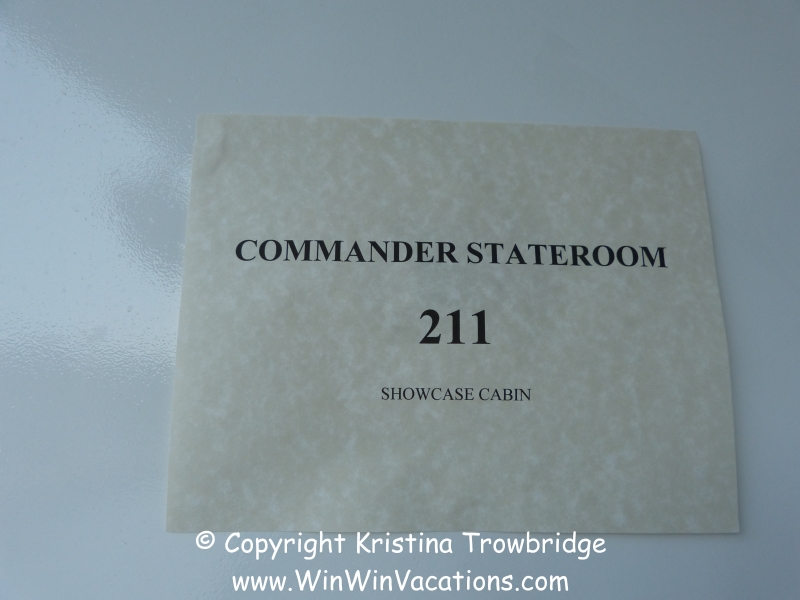 COMMANDER STATEROOM
211
SHOWCASE CABIN
© Copyright Kristina Trowbridge
www.WinWinVacations.com